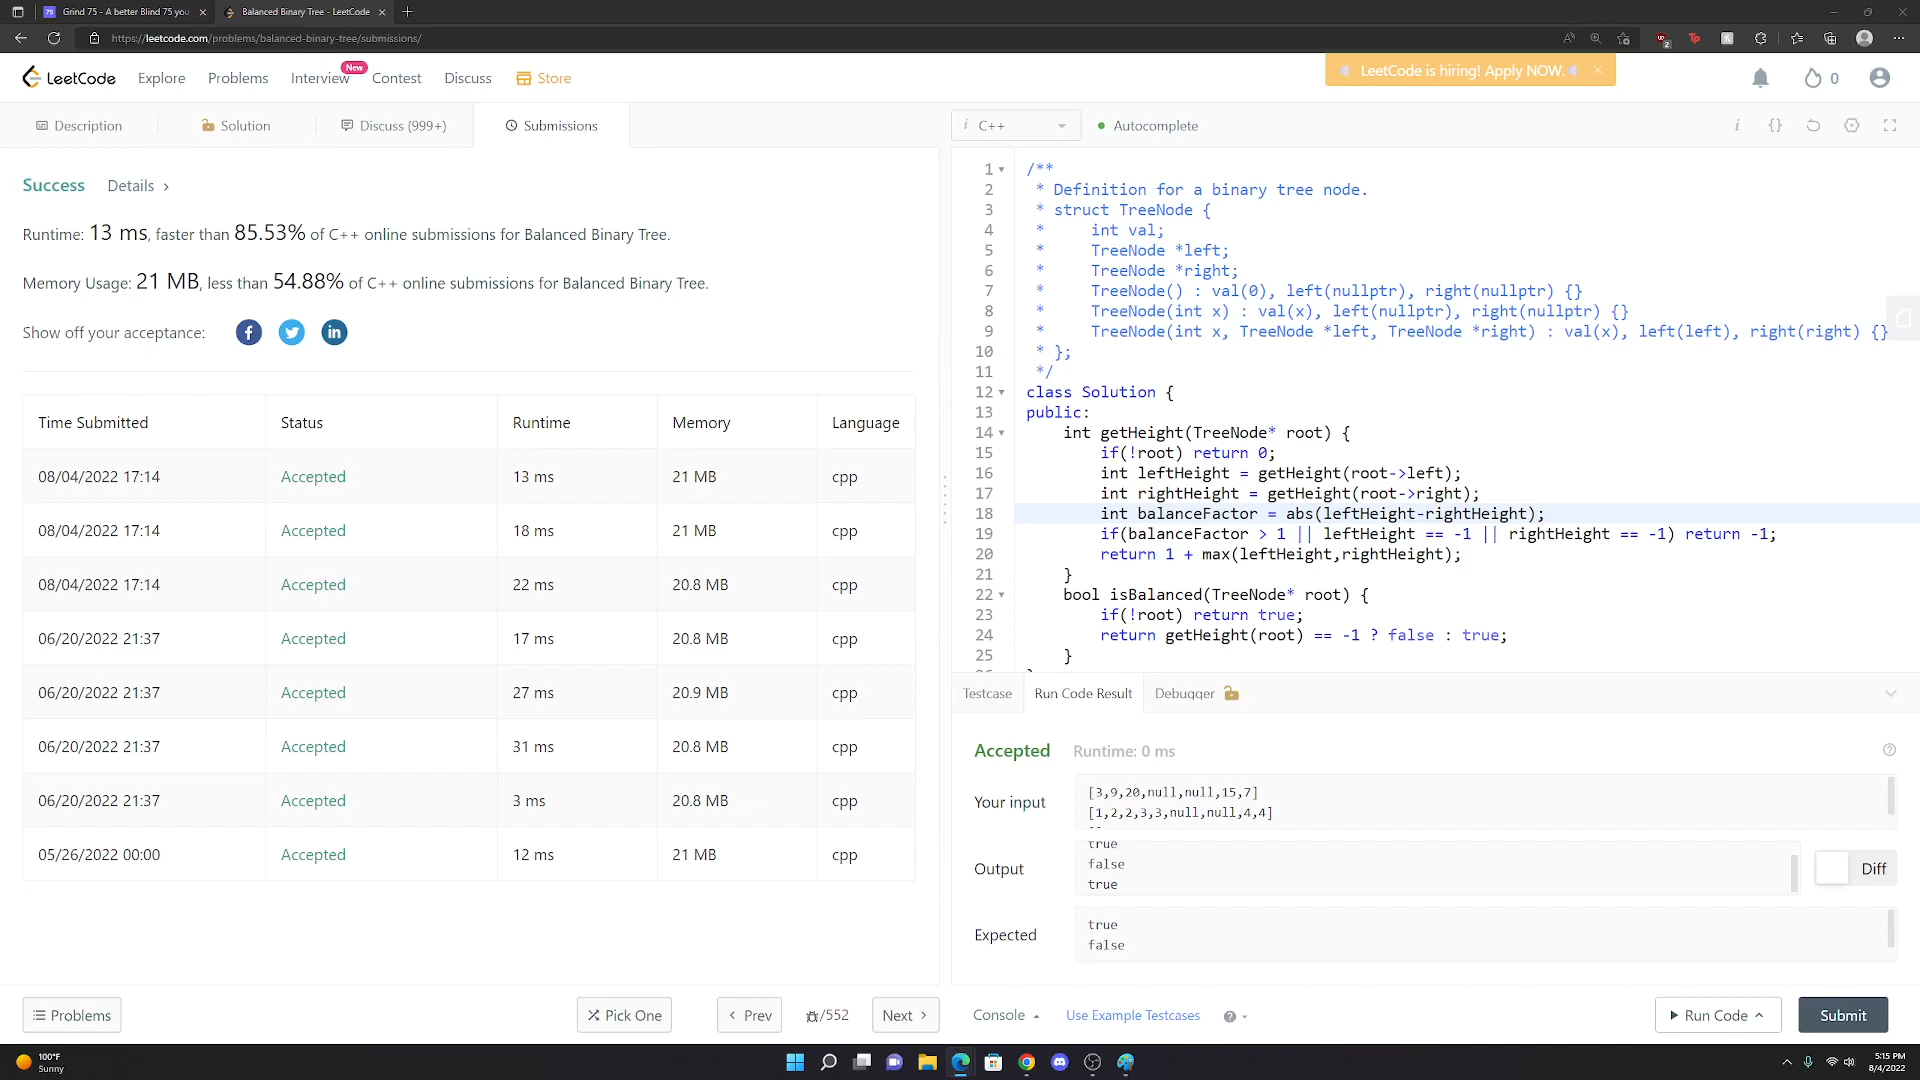 Grind 75 - A better Blind 75 you
Balanced Binary Tree - LeetCode
https://leetcode.com/problems/balanced-binary-tree/submissions/
LeetCode
Explore
Problems
Interview
New
Contest
Discuss
Store
LeetCode is hiring! Apply NOW.
0
Description
Solution
Discuss (999+)
Submissions
i C++
Autocomplete
Success
Details
Runtime: 13 ms, faster than 85.53% of C++ online submissions for Balanced Binary Tree.
Memory Usage: 21 MB, less than 54.88% of C++ online submissions for Balanced Binary Tree.
Show off your acceptance:
Time Submitted Status Runtime Memory Language
08/04/2022 17:14 Accepted 13 ms 21 MB cpp
08/04/2022 17:14 Accepted 18 ms 21 MB cpp
08/04/2022 17:14 Accepted 22 ms 20.8 MB cpp
06/20/2022 21:37 Accepted 17 ms 20.8 MB cpp
06/20/2022 21:37 Accepted 27 ms 20.9 MB cpp
06/20/2022 21:37 Accepted 31 ms 20.8 MB cpp
06/20/2022 21:37 Accepted 3 ms 20.8 MB cpp
05/26/2022 00:00 Accepted 12 ms 21 MB cpp
Problems
Pick One
Prev
/552
Next
1 /**
2 * Definition for a binary tree node.
3 * struct TreeNode {
4 * int val;
5 * TreeNode *left;
6 * TreeNode *right;
7 * TreeNode() : val(0), left(nullptr), right(nullptr) {}
8 * TreeNode(int x) : val(x), left(nullptr), right(nullptr) {}
9 * TreeNode(int x, TreeNode *left, TreeNode *right) : val(x), left(left), right(right) {}
10 * };
11 */
12 class Solution {
13 public:
14 int getHeight(TreeNode* root) {
15 if(!root) return 0;
16 int leftHeight = getHeight(root->left);
17 int rightHeight = getHeight(root->right);
18 int balanceFactor = abs(leftHeight-rightHeight);
19 if(balanceFactor > 1 || leftHeight == -1 || rightHeight == -1) return -1;
20 return 1 + max(leftHeight,rightHeight);
21 }
22 bool isBalanced(TreeNode* root) {
23 if(!root) return true;
24 return getHeight(root) == -1 ? false : true;
25 }
Testcase
Run Code Result
Debugger
Accepted
Runtime: 0 ms
Your input
[3,9,20,null,null,15,7]
[1,2,2,3,3,null,null,4,4]
Output
true
false
true
Diff
Expected
true
false
Console
Use Example Testcases
Run Code
Submit
100°F
Sunny
5:15 PM
8/4/2022